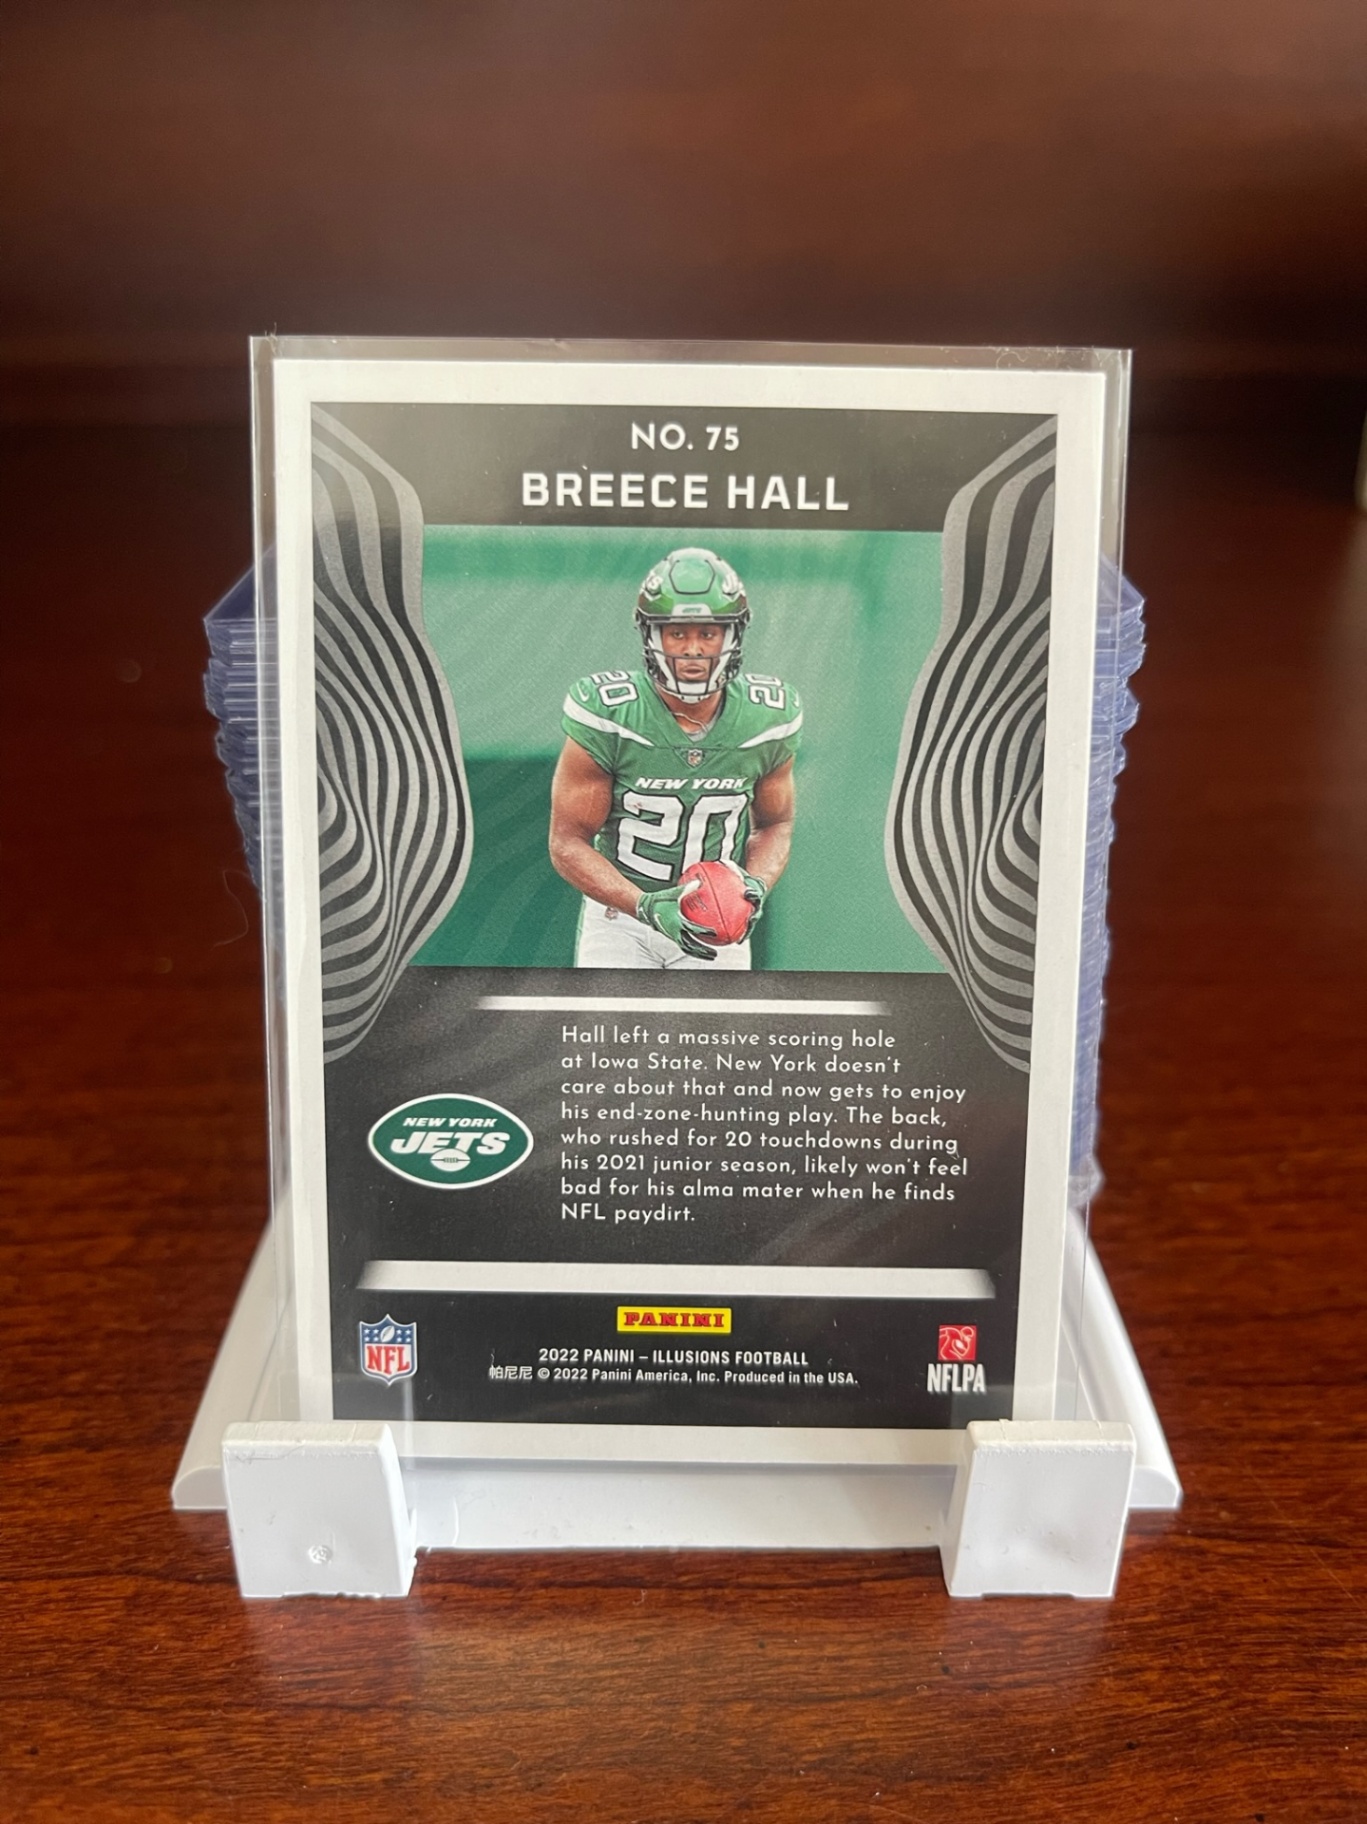 NO. 75
BREECE HALL
20 20
NEW YORK
20
Hall left a massive scoring hole
at Iowa State. New York doesn't
care about that and now gets to enjoy
his end-zone-hunting play. The back,
who rushed for 20 touchdowns during
his 2021 junior season, likely won't feel
bad for his alma mater when he finds
NFL paydirt.
NEW YORK
JETS
PANINI
NFL
2022 PANINI – ILLUSIONS FOOTBALL
帕尼尼 © 2022 Panini America, Inc. Produced in the USA.
NFLPA